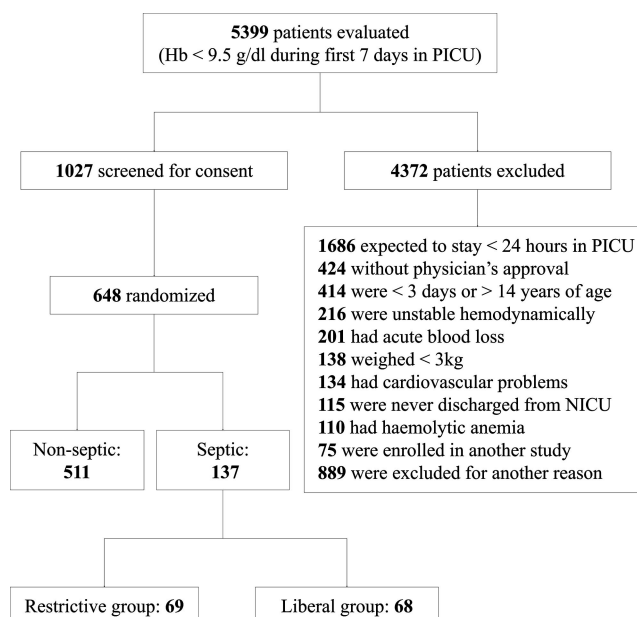 5399 patients evaluated
(Hb < 9.5 g/dl during first 7 days in PICU)
1027 screened for consent
4372 patients excluded
1686 expected to stay < 24 hours in PICU
424 without physician’s approval
414 were < 3 days or > 14 years of age
216 were unstable hemodynamically
201 had acute blood loss
138 weighed < 3kg
134 had cardiovascular problems
115 were never discharged from NICU
110 had haemolytic anemia
75 were enrolled in another study
889 were excluded for another reason
648 randomized
Non-septic:
511
Septic:
137
Restrictive group: 69
Liberal group: 68